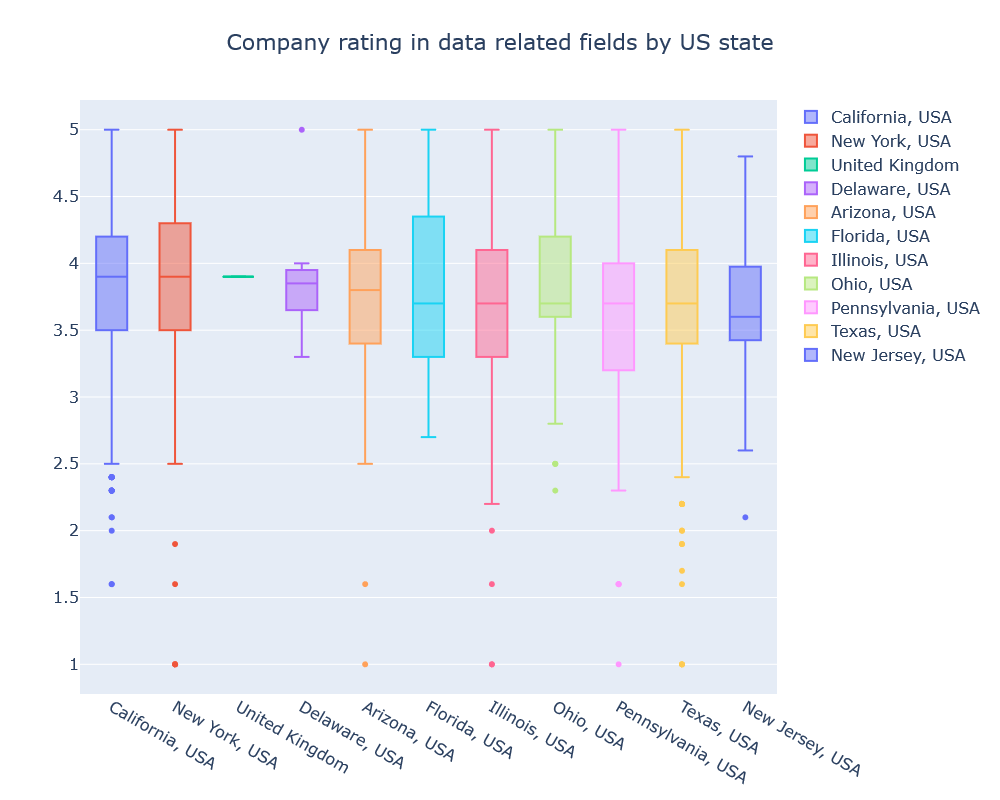 Company rating in data related fields by US state
5
4.5
4
3.5
3
2.5
2
1.5
1
California, USA
New York, USA
United Kingdom
Delaware, USA
Arizona, USA
Florida, USA
Illinois, USA
Ohio, USA
Pennsylvania, USA
Texas, USA
New Jersey, USA
California, USA
New York, USA
United Kingdom
Delaware, USA
Arizona, USA
Florida, USA
Illinois, USA
Ohio, USA
Pennsylvania, USA
Texas, USA
New Jersey, USA